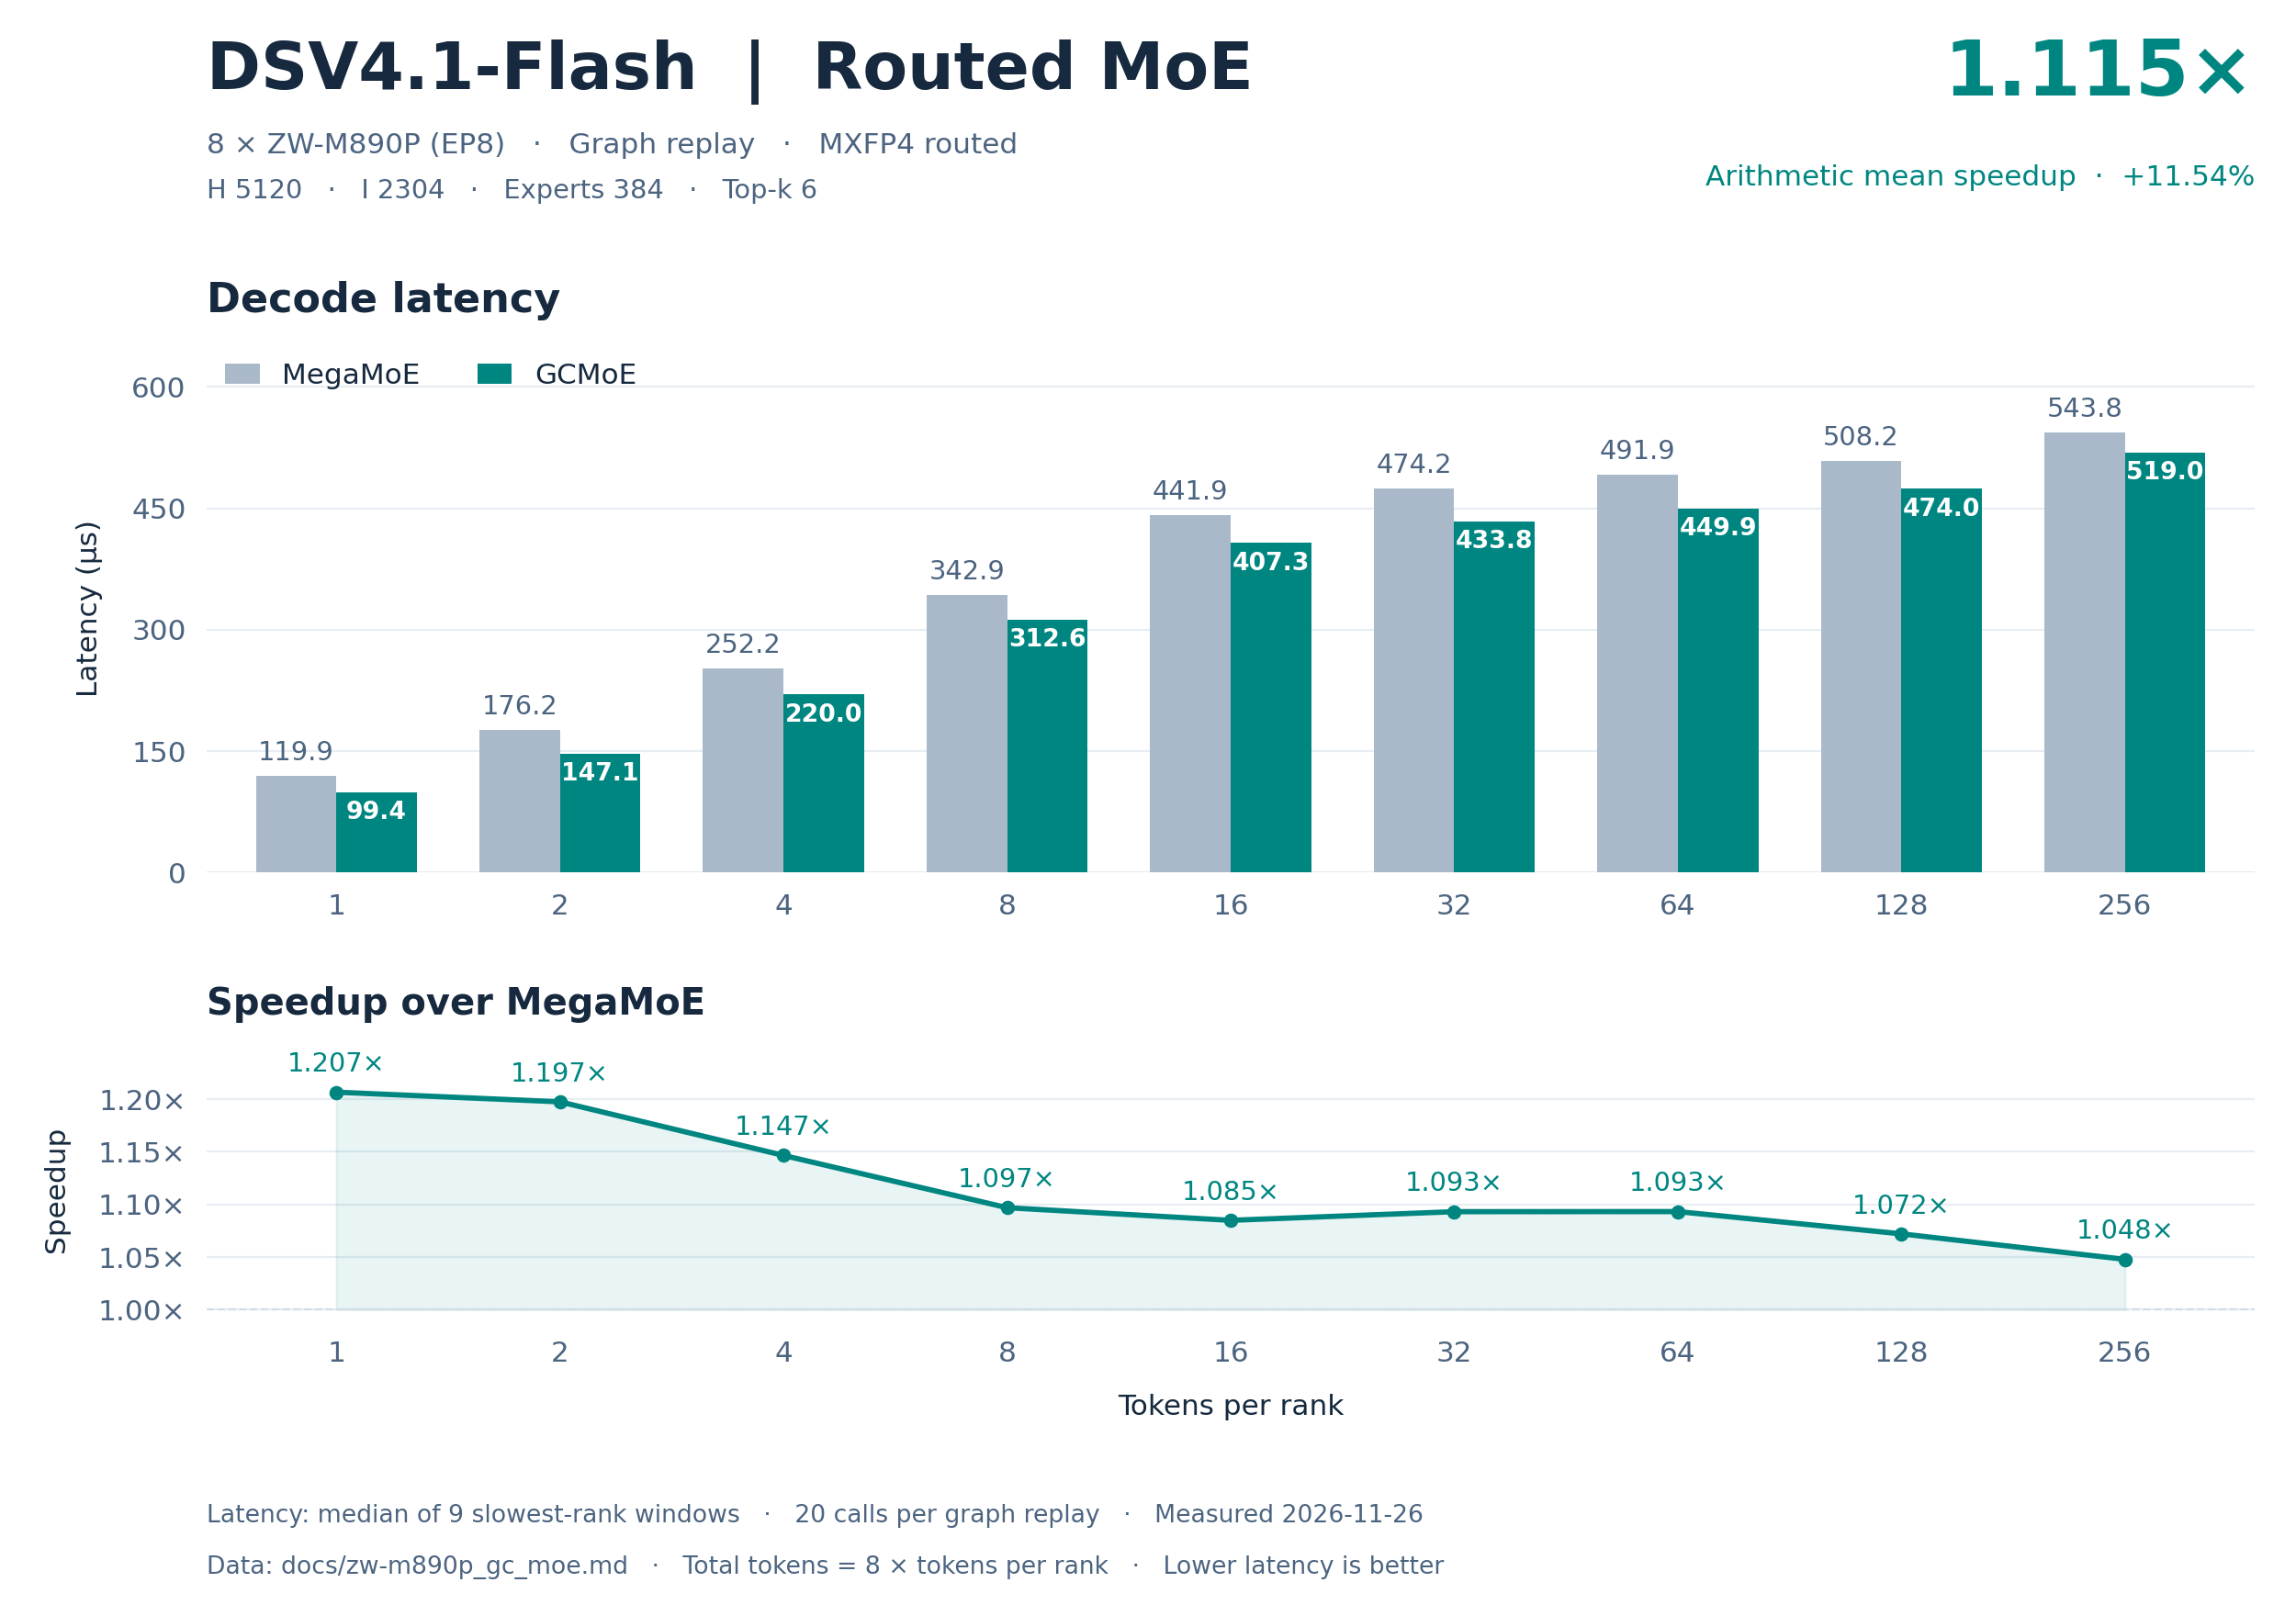 DSV4.1-Flash | Routed MoE
1.115×
8 × ZW-M890P (EP8) · Graph replay · MXFP4 routed
H 5120 · I 2304 · Experts 384 · Top-k 6
Arithmetic mean speedup · +11.54%
Decode latency
MegaMoE GCMoE
Latency (µs)
600
450
300
150
0
119.9 99.4
176.2 147.1
252.2 220.0
342.9 312.6
441.9 407.3
474.2 433.8
491.9 449.9
508.2 474.0
543.8 519.0
1 2 4 8 16 32 64 128 256
Speedup over MegaMoE
Speedup
1.20×
1.15×
1.10×
1.05×
1.00×
1.207× 1.197× 1.147× 1.097× 1.085× 1.093× 1.093× 1.072× 1.048×
1 2 4 8 16 32 64 128 256
Tokens per rank
Latency: median of 9 slowest-rank windows · 20 calls per graph replay · Measured 2026-11-26
Data: docs/zw-m890p_gc_moe.md · Total tokens = 8 × tokens per rank · Lower latency is better